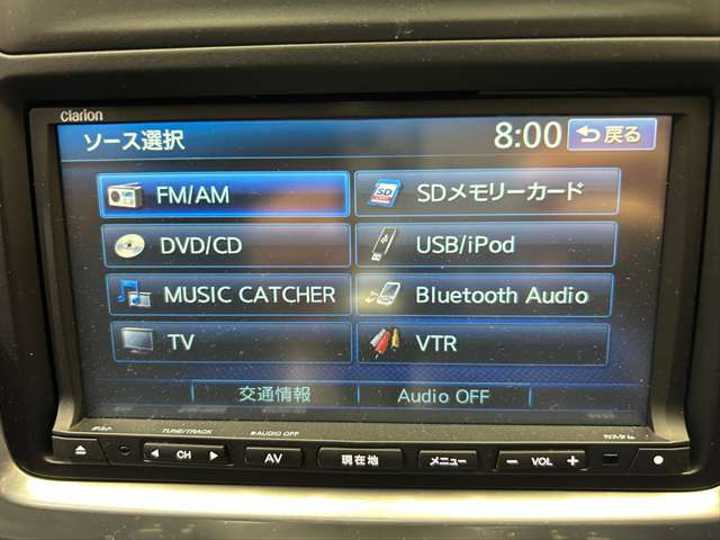 Clarion
ソース選択 8:00 戻る
FM/AM SDメモリーカード
DVD/CD USB/iPod
MUSIC CATCHER Bluetooth Audio
TV VTR
交通情報 Audio OFF
TUNE/TRACK ※AUDIO OFF
CH AV 現在地 メニュー − VOL +